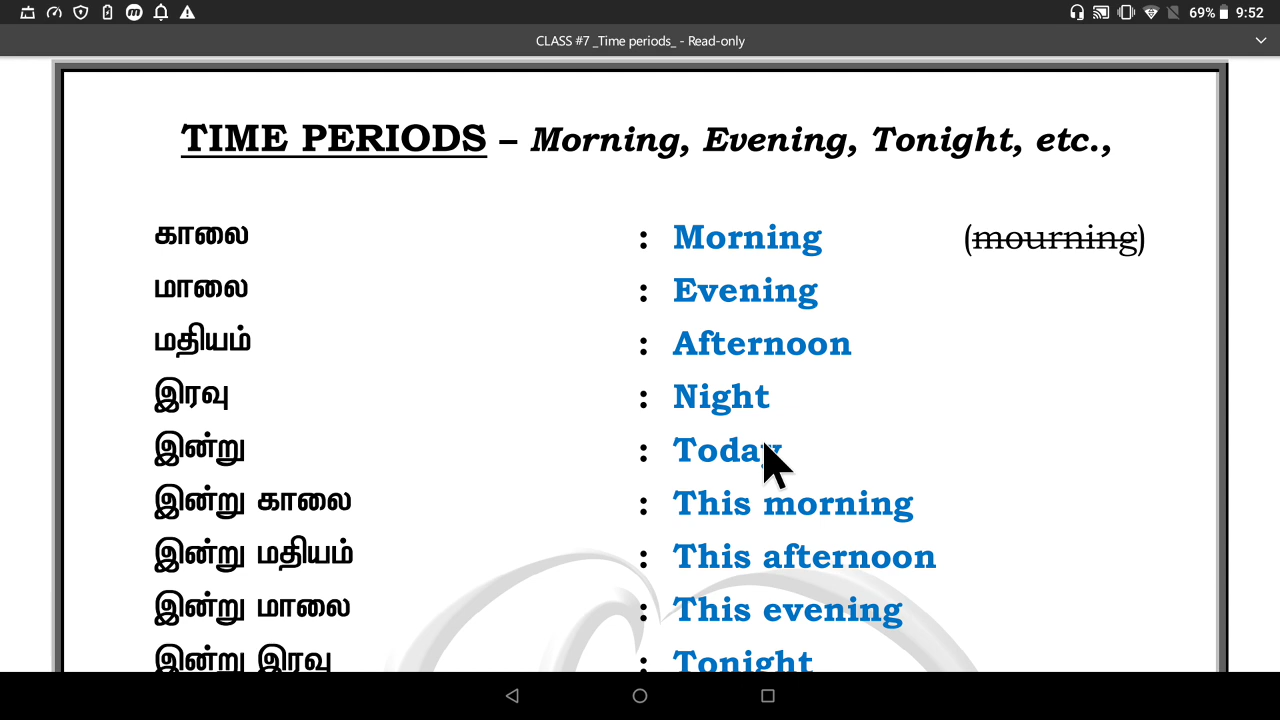 69% 9:52
CLASS #7 _Time periods_ - Read-only
TIME PERIODS – Morning, Evening, Tonight, etc.,
காலை : Morning (mourning)
மாலை : Evening
மதியம் : Afternoon
இரவு : Night
இன்று : Today
இன்று காலை : This morning
இன்று மதியம் : This afternoon
இன்று மாலை : This evening
இன்று இரவு : Tonight